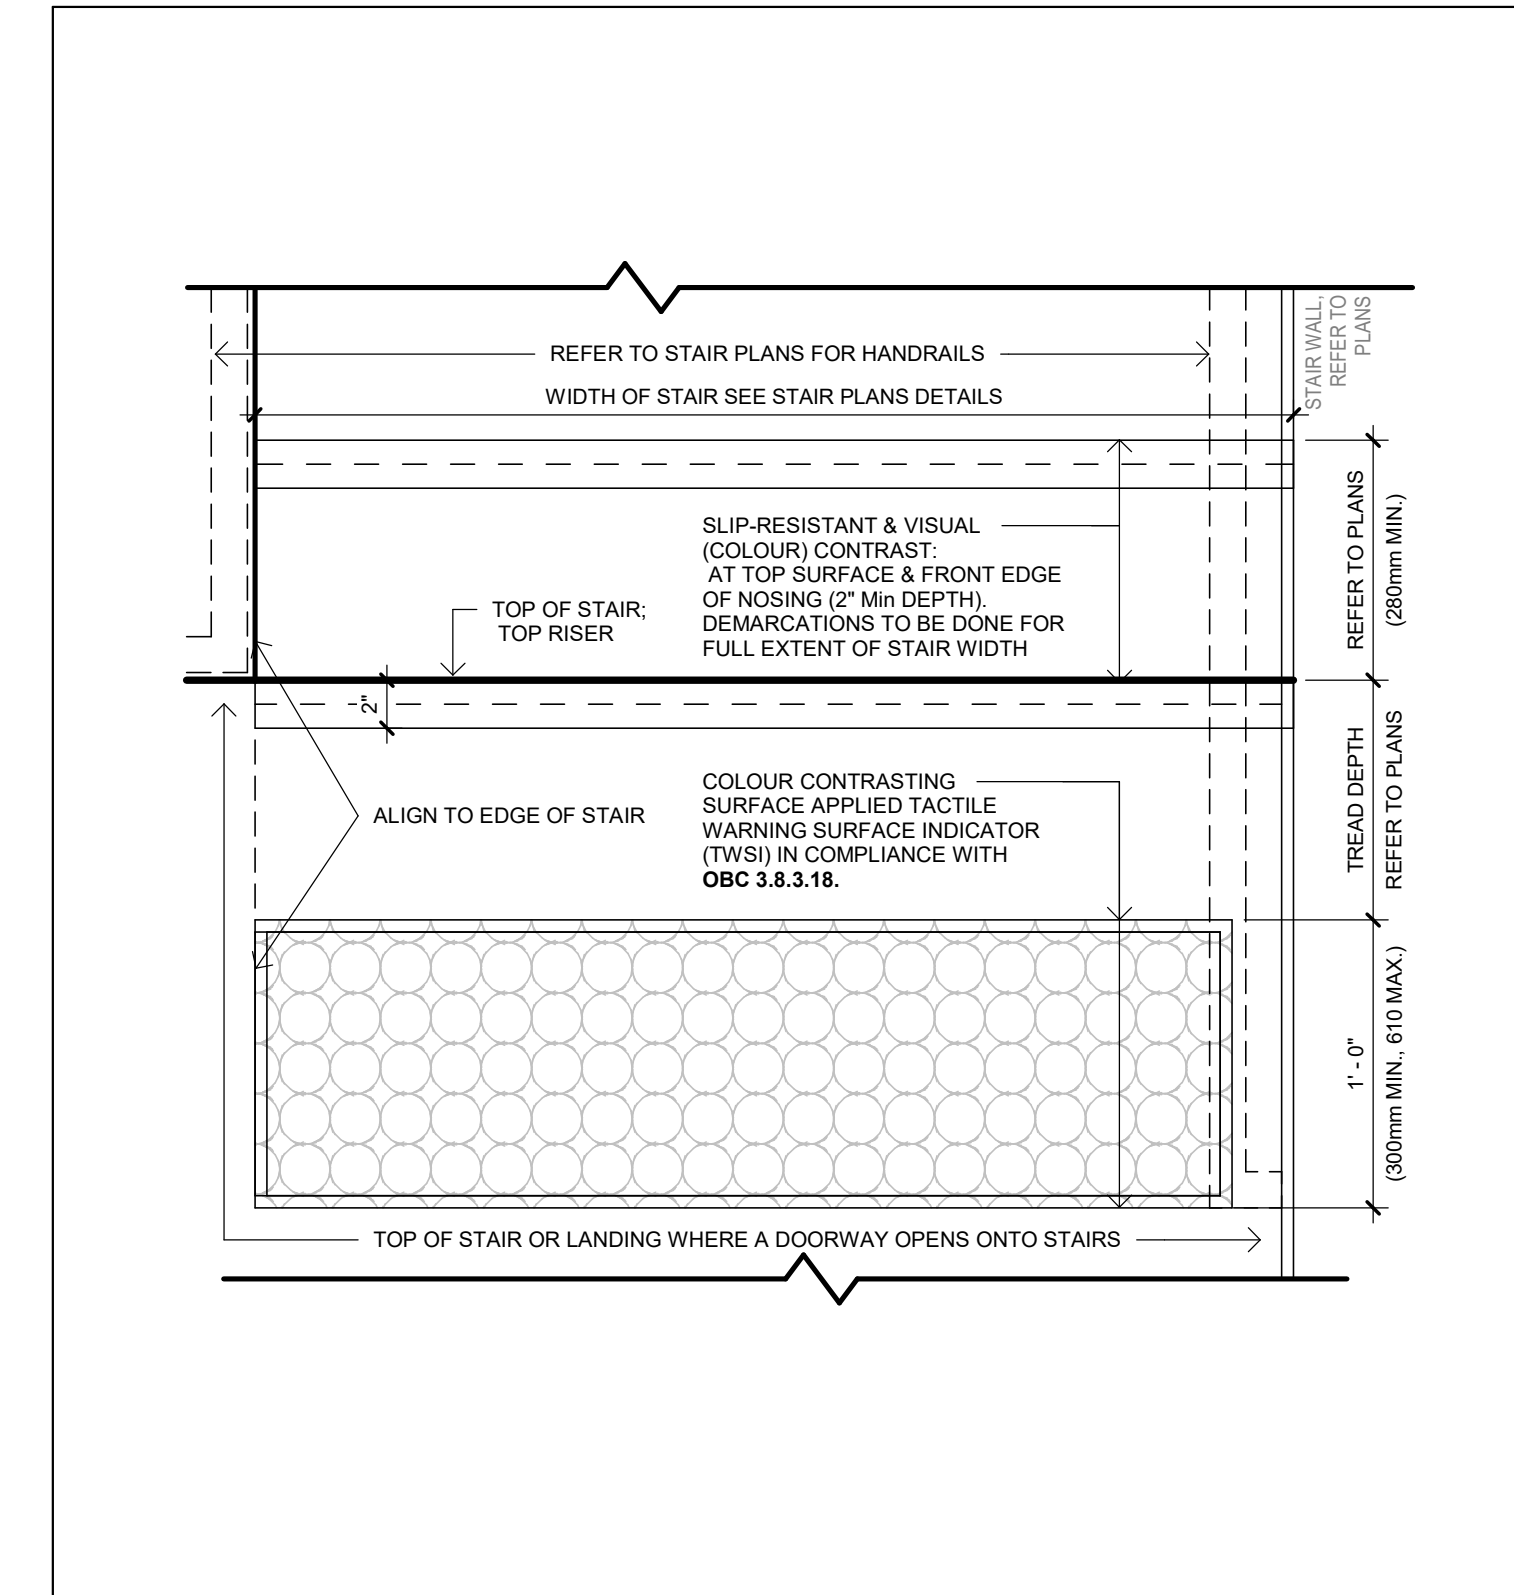 REFER TO STAIR PLANS FOR HANDRAILS
WIDTH OF STAIR SEE STAIR PLANS DETAILS
STAIR WALL,
REFER TO
PLANS
SLIP-RESISTANT & VISUAL
(COLOUR) CONTRAST:
AT TOP SURFACE & FRONT EDGE
OF NOSING (2" Min DEPTH).
DEMARCATIONS TO BE DONE FOR
FULL EXTENT OF STAIR WIDTH
REFER TO PLANS
(280mm MIN.)
TOP OF STAIR;
TOP RISER
2"
ALIGN TO EDGE OF STAIR
COLOUR CONTRASTING
SURFACE APPLIED TACTILE
WARNING SURFACE INDICATOR
(TWSI) IN COMPLIANCE WITH
OBC 3.8.3.18.
TREAD DEPTH
REFER TO PLANS
1' - 0"
(300mm MIN., 610 MAX.)
TOP OF STAIR OR LANDING WHERE A DOORWAY OPENS ONTO STAIRS